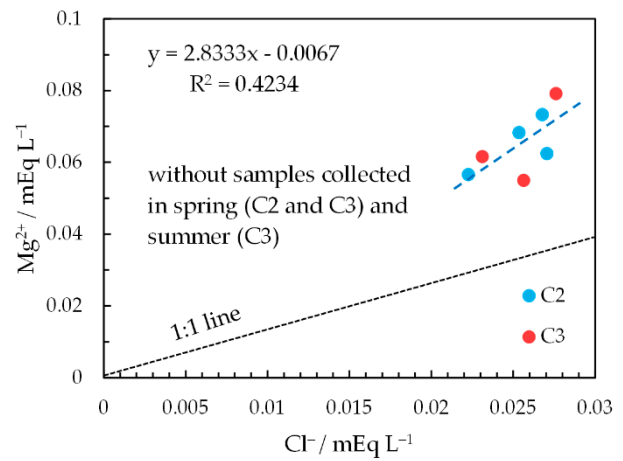 y = 2.8333x - 0.0067
R² = 0.4234
without samples collected
in spring (C2 and C3) and
summer (C3)
1:1 line
C2
C3
Mg²⁺ / mEq L⁻¹
0.1
0.08
0.06
0.04
0.02
0
0 0.005 0.01 0.015 0.02 0.025 0.03
Cl⁻/ mEq L⁻¹